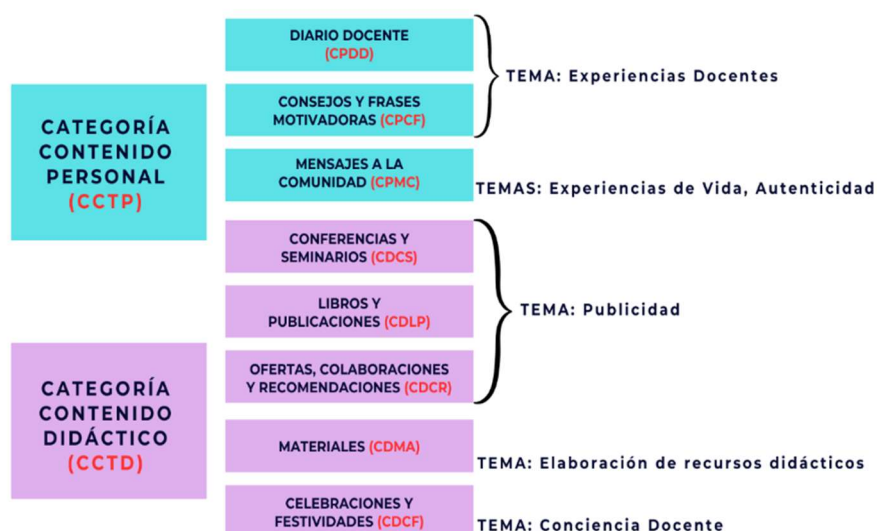 CATEGORÍA
CONTENIDO
PERSONAL
(CCTP)
DIARIO DOCENTE
(CPDD)
CONSEJOS Y FRASES
MOTIVADORAS (CPCF)
TEMA: Experiencias Docentes
MENSAJES A LA
COMUNIDAD (CPMC)
TEMAS: Experiencias de Vida, Autenticidad
CATEGORÍA
CONTENIDO
DIDÁCTICO
(CCTD)
CONFERENCIAS Y
SEMINARIOS (CDCS)
LIBROS Y
PUBLICACIONES (CDLP)
OFERTAS, COLABORACIONES
Y RECOMENDACIONES (CDCR)
TEMA: Publicidad
MATERIALES (CDMA)
TEMA: Elaboración de recursos didácticos
CELEBRACIONES Y
FESTIVIDADES (CDCF)
TEMA: Conciencia Docente